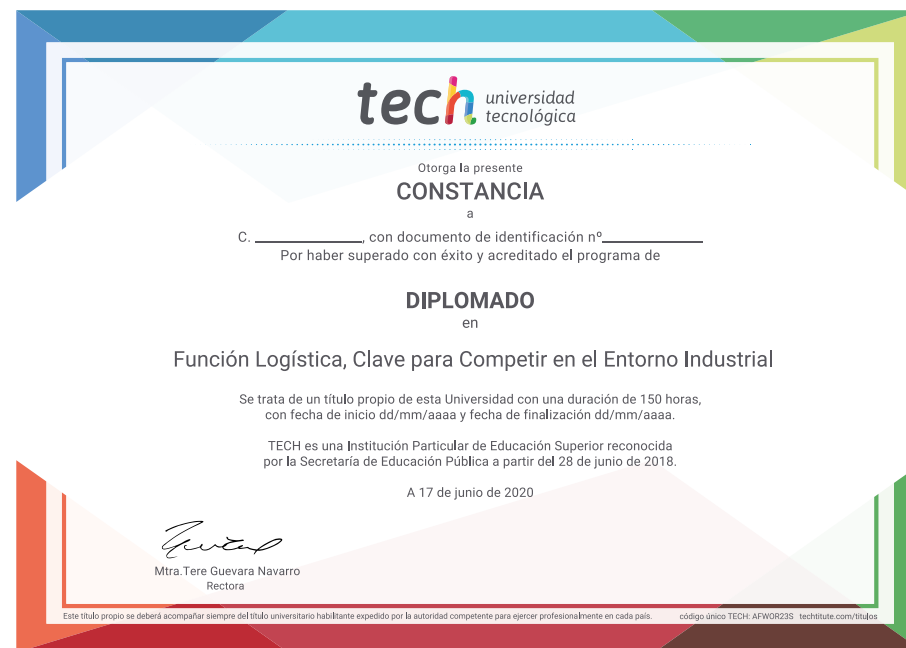 tech universidad
tecnológica
Otorga la presente
CONSTANCIA
a
C. ____________, con documento de identificación nº____________
Por haber superado con éxito y acreditado el programa de
DIPLOMADO
en
Función Logística, Clave para Competir en el Entorno Industrial
Se trata de un título propio de esta Universidad con una duración de 150 horas,
con fecha de inicio dd/mm/aaaa y fecha de finalización dd/mm/aaaa.
TECH es una Institución Particular de Educación Superior reconocida
por la Secretaría de Educación Pública a partir del 28 de junio de 2018.
A 17 de junio de 2020
Mtra.Tere Guevara Navarro
Rectora
Este título propio se deberá acompañar siempre del título universitario habilitante expedido por la autoridad competente para ejercer profesionalmente en cada país. código único TECH: AFWOR23S techtitute.com/titulos